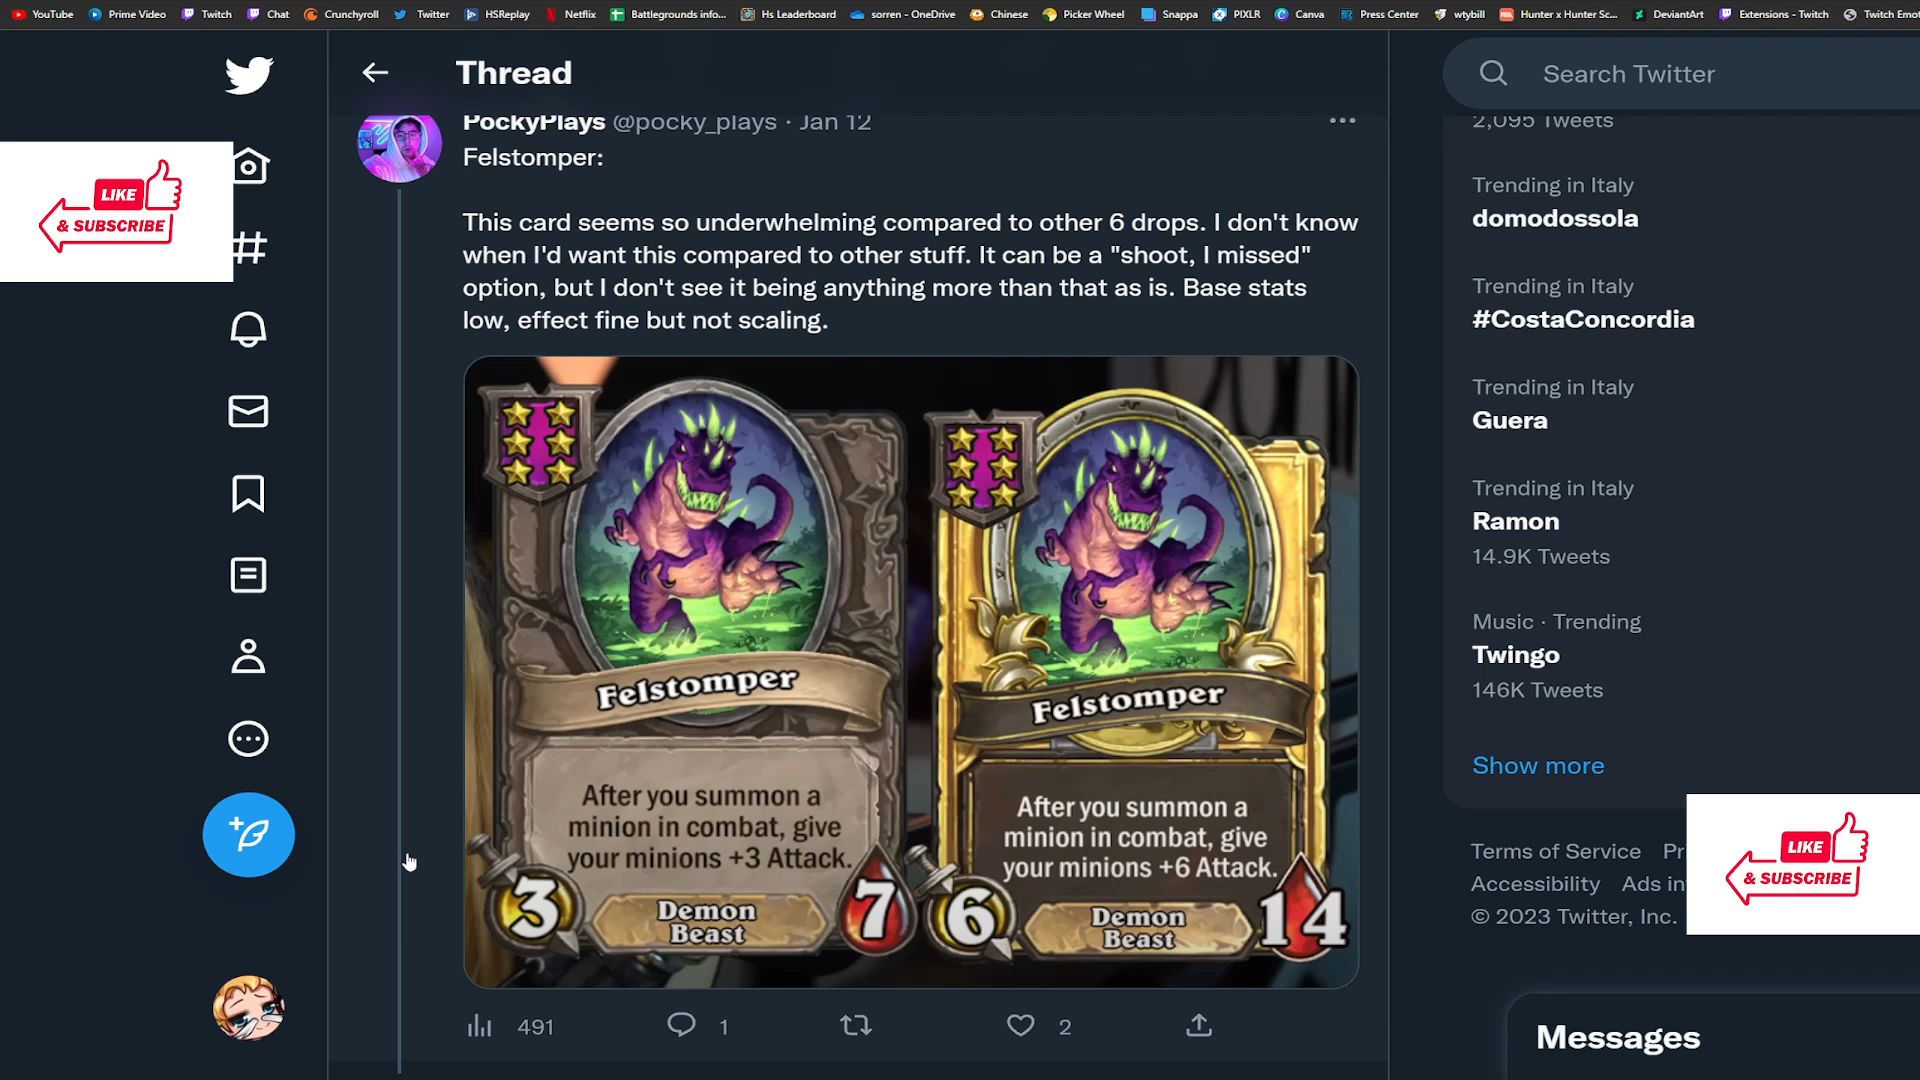 YouTube Prime Video Twitch Chat Crunchyroll Twitter HSReplay Netflix Battlegrounds info... Hs Leaderboard sorren - OneDrive Chinese Picker Wheel Snappa PIXLR Canva Press Center wtybill Hunter x Hunter Sc... DeviantArt Extensions - Twitch Twitch Emot
Thread
Search Twitter
PockyPlays @pocky_plays · Jan 12
Felstomper:
This card seems so underwhelming compared to other 6 drops. I don't know
when I'd want this compared to other stuff. It can be a "shoot, I missed"
option, but I don't see it being anything more than that as is. Base stats
low, effect fine but not scaling.
LIKE
& SUBSCRIBE
Felstomper
After you summon a
minion in combat, give
your minions +3 Attack.
3
Demon
Beast
7
Felstomper
After you summon a
minion in combat, give
your minions +6 Attack.
6
Demon
Beast
14
491
1
2
2,095 Tweets
Trending in Italy
domodossola
Trending in Italy
#CostaConcordia
Trending in Italy
Guera
Trending in Italy
Ramon
14.9K Tweets
Music · Trending
Twingo
146K Tweets
Show more
Terms of Service Pri
Accessibility Ads in
© 2023 Twitter, Inc.
LIKE
& SUBSCRIBE
Messages